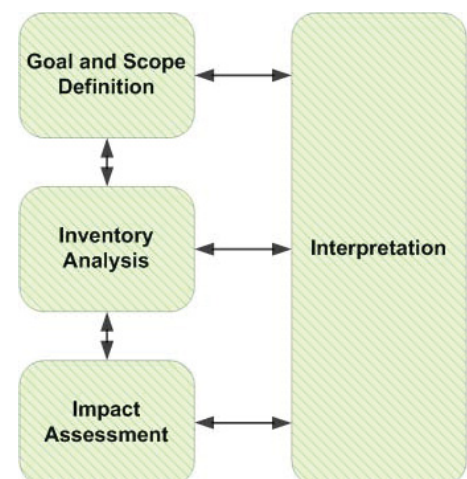 Goal and Scope
Definition
Inventory
Analysis
Interpretation
Impact
Assessment